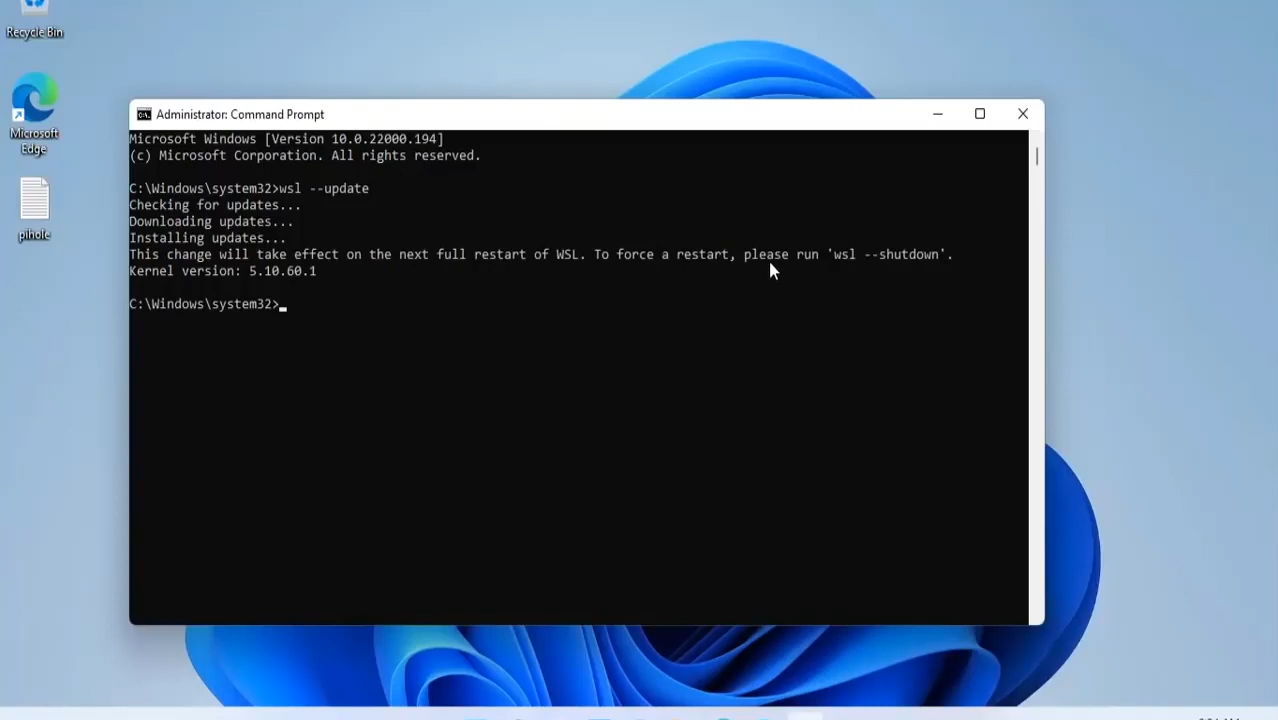 Recycle Bin
Microsoft
Edge
pihole
Administrator: Command Prompt
Microsoft Windows [Version 10.0.22000.194]
(c) Microsoft Corporation. All rights reserved.
C:\Windows\system32>wsl --update
Checking for updates...
Downloading updates...
Installing updates...
This change will take effect on the next full restart of WSL. To force a restart, please run 'wsl --shutdown'.
Kernel version: 5.10.60.1
C:\Windows\system32>